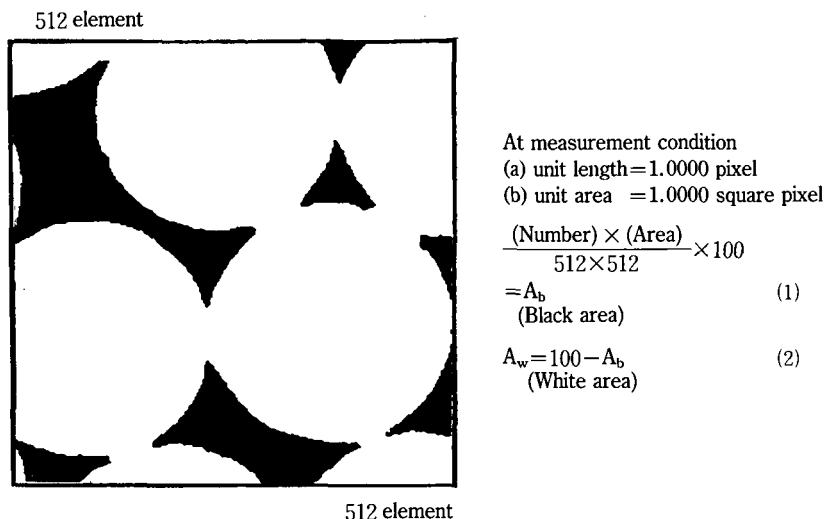 512 element
At measurement condition
(a) unit length=1.0000 pixel
(b) unit area =1.0000 square pixel
(Number) × (Area)
512×512
×100
=A_b (1)
(Black area)
A_w=100−A_b (2)
(White area)
512 element